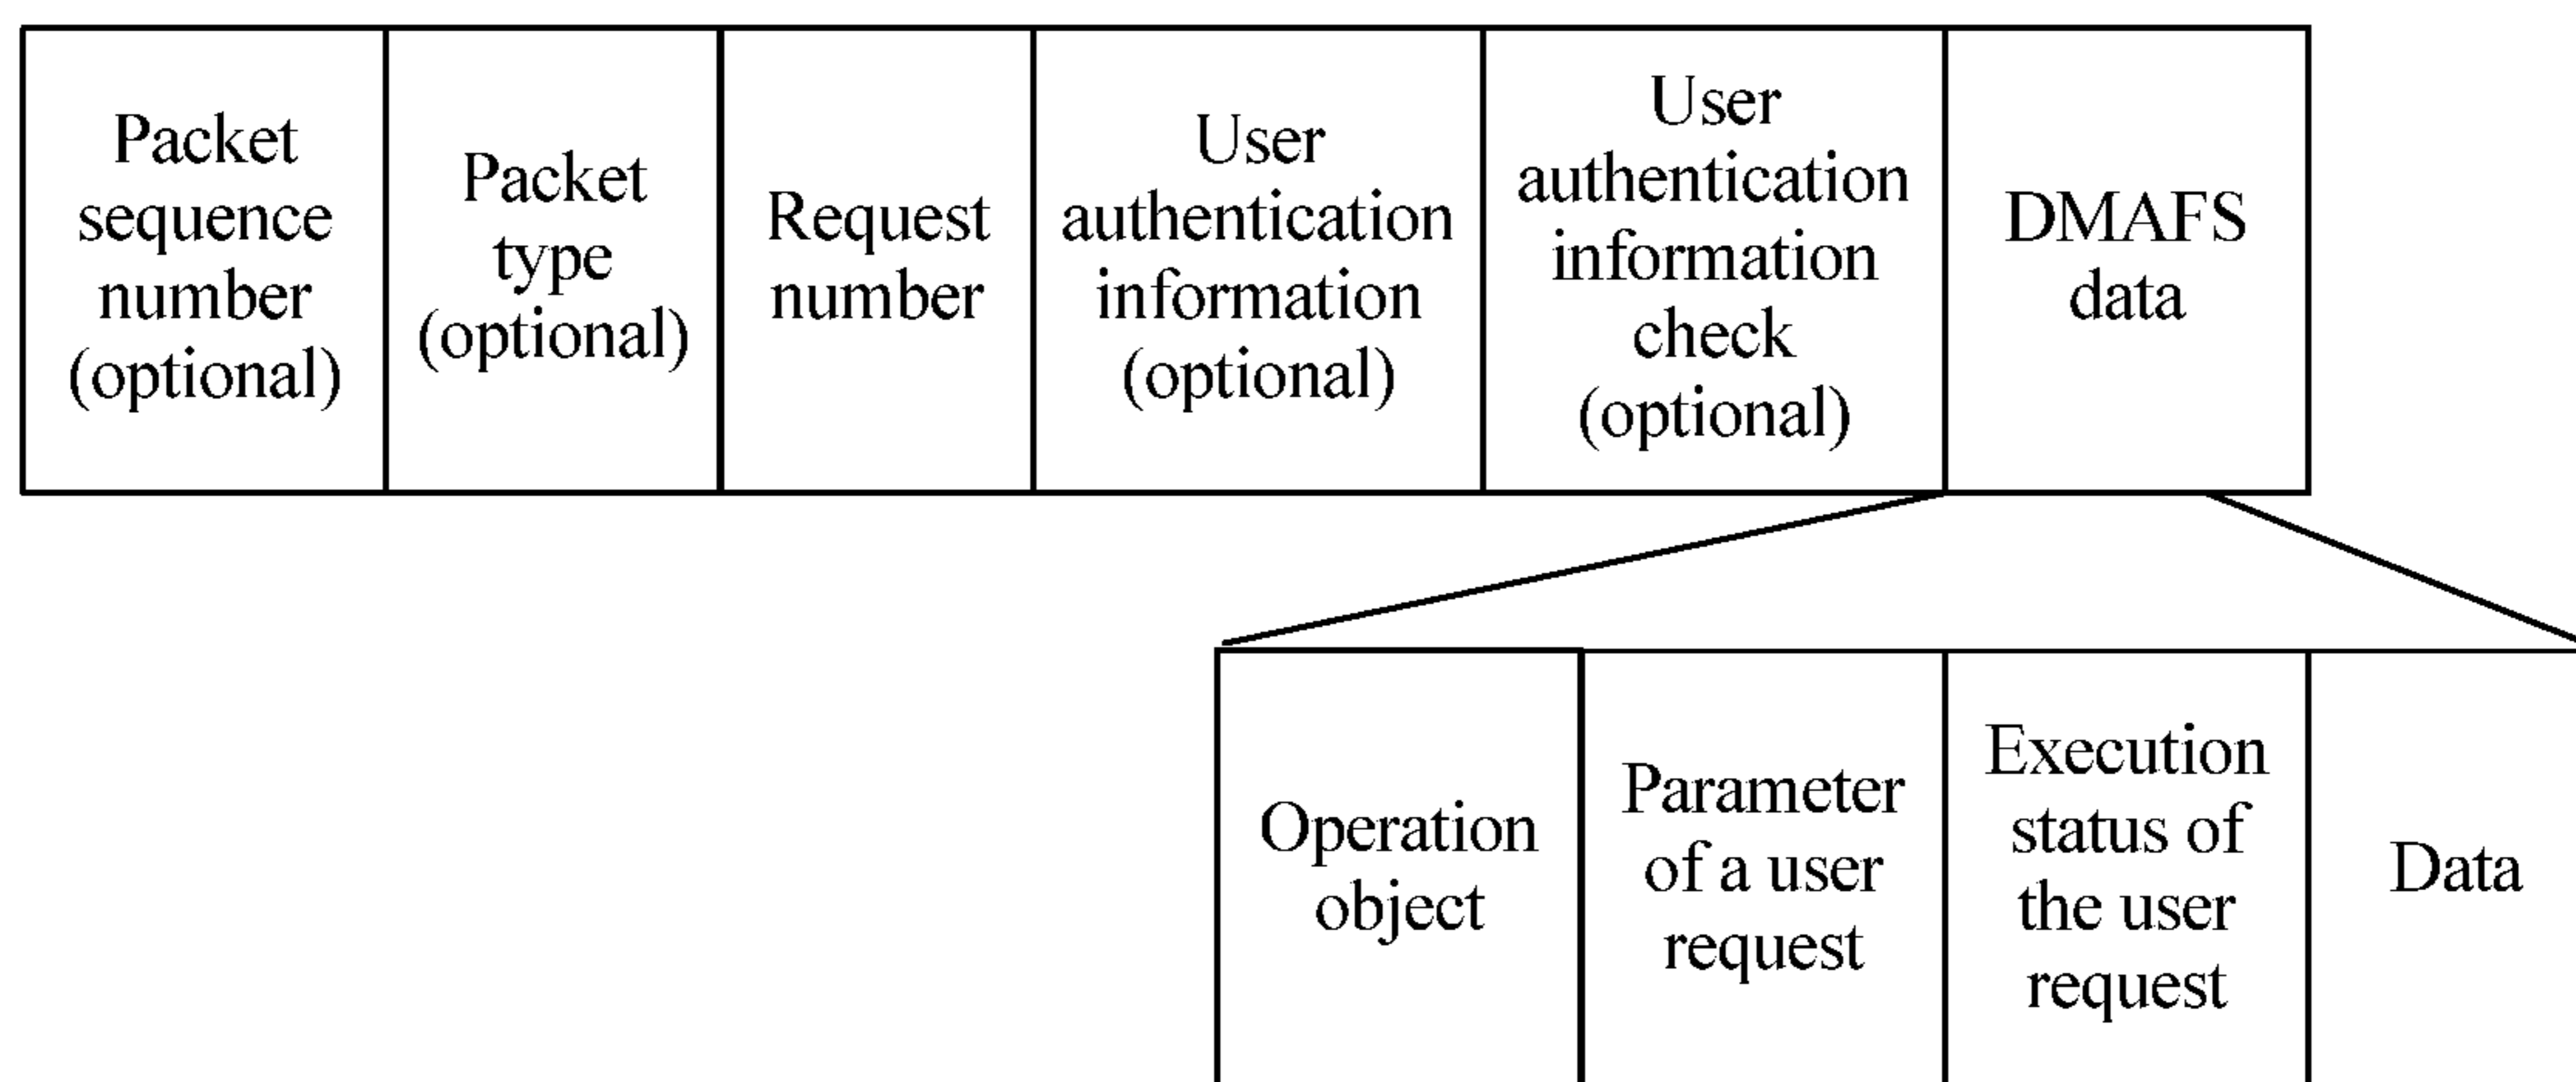 Packet
sequence
number
(optional)
Packet
type
(optional)
Request
number
User
authentication
information
(optional)
User
authentication
information
check
(optional)
DMAFS
data
Operation
object
Parameter
of a user
request
Execution
status of
the user
request
Data